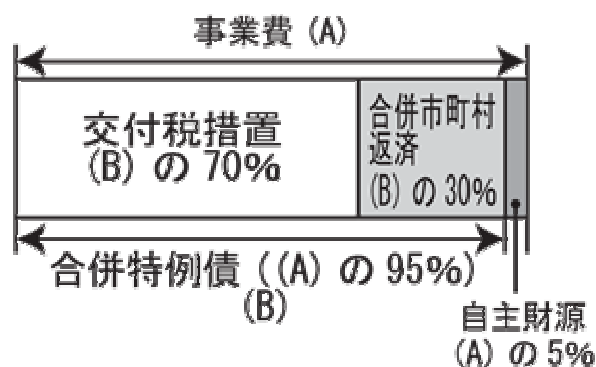 事業費 (A)
交付税措置
(B) の 70%
合併市町村
返済
(B) の 30%
合併特例債 ((A) の 95%)
(B)
自主財源
(A) の 5%